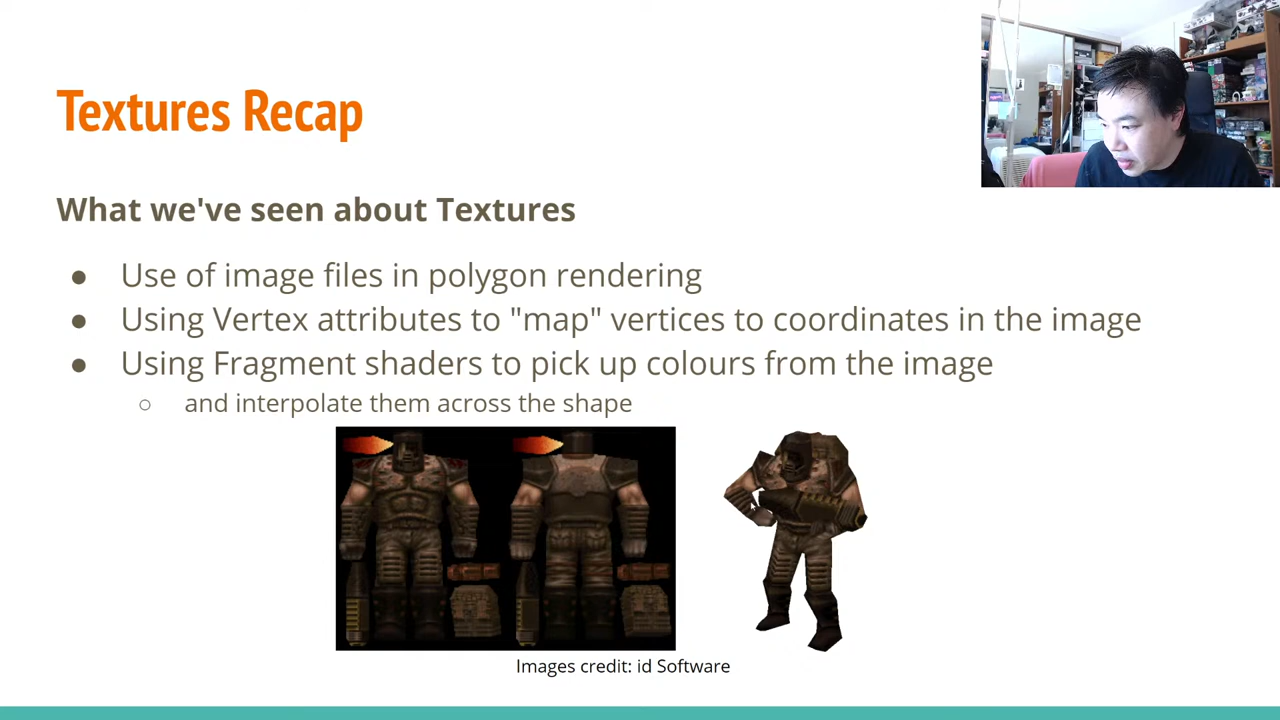 Textures Recap
What we've seen about Textures
● Use of image files in polygon rendering
● Using Vertex attributes to "map" vertices to coordinates in the image
● Using Fragment shaders to pick up colours from the image
○ and interpolate them across the shape
Images credit: id Software